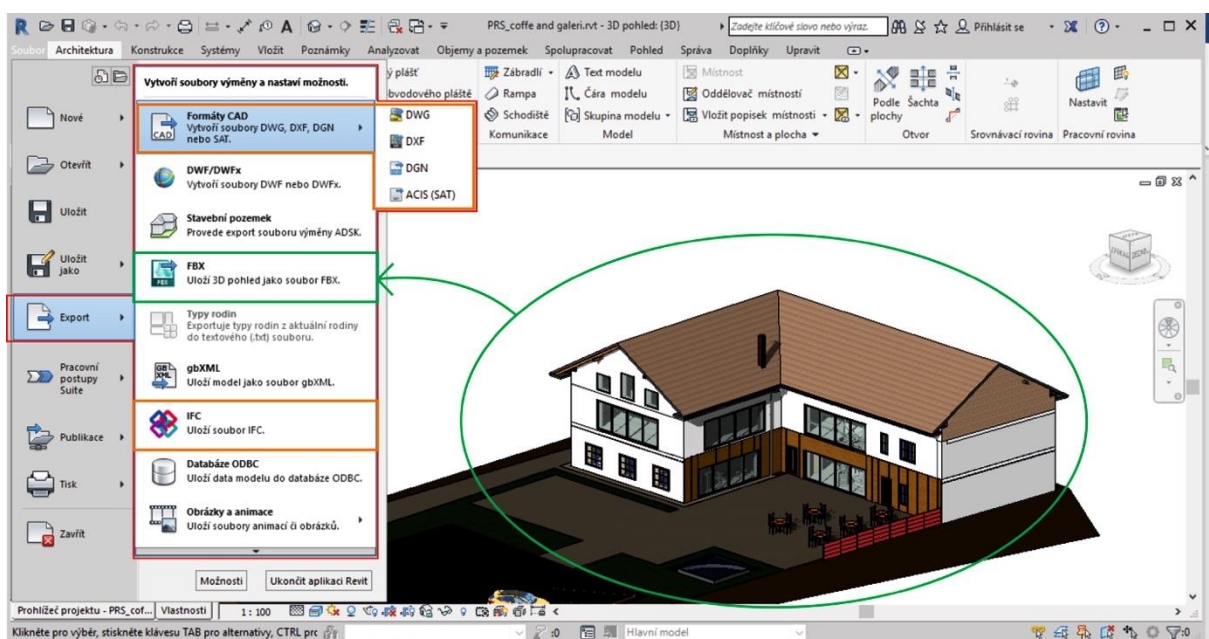 PRS_coffe and galeri.rvt - 3D pohled: {3D}
Zadejte klíčové slovo nebo výraz.
Přihlásit se
Soubor Architektura Konstrukce Systémy Vložit Poznámky Analyzovat Objemy a pozemek Spolupracovat Pohled Správa Doplňky Upravit
Vytvoří soubory výměny a nastaví možnosti.
Nové
Otevřít
Uložit
Uložit
jako
Export
Pracovní
postupy
Suite
Publikace
Tisk
Zavřít
CAD
Formáty CAD
Vytvoří soubory DWG, DXF, DGN
nebo SAT.
DWF/DWFx
Vytvoří soubory DWF nebo DWFx.
Stavební pozemek
Provede export souboru výměny ADSK.
FBX
FBX
Uloží 3D pohled jako soubor FBX.
Typy rodin
Exportuje typy rodin z aktuální rodiny
do textového (.txt) souboru.
gbXML
Uloží model jako soubor gbXML.
IFC
Uloží soubor IFC.
Databáze ODBC
Uloží data modelu do databáze ODBC.
Obrázky a animace
Uloží soubory animací či obrázků.
Možnosti
Ukončit aplikaci Revit
DWG
DXF
DGN
ACIS (SAT)
ý plášť
bvodového pláště
Zábradlí
Rampa
Schodiště
Komunikace
Text modelu
Čára modelu
Skupina modelu
Model
Místnost
Oddělovač místností
Vložit popisek místnosti
Místnost a plocha
Podle
plochy
Šachta
Otvor
Srovnávací rovina
Nastavit
Pracovní rovina
Prohlížeč projektu - PRS_cof...
Vlastnosti
1 : 100
Klikněte pro výběr, stiskněte klávesu TAB pro alternativy, CTRL prc
:0
Hlavní model
:0